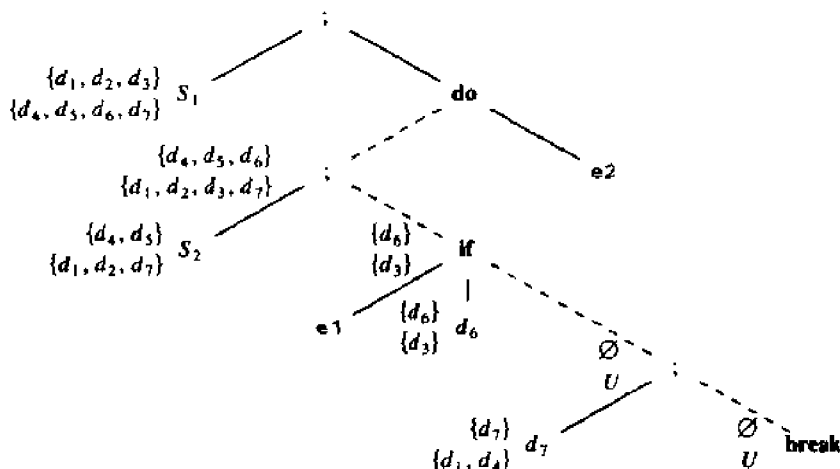 ;
{d₁, d₂, d₃}
{d₄, d₅, d₆, d₇} S₁
do
{d₄, d₅, d₆}
{d₁, d₂, d₃, d₇}
;
e2
{d₄, d₅}
{d₁, d₂, d₇} S₂
{d₆}
{d₃}
if
e1
{d₆}
{d₃} d₆
∅
U
;
{d₇}
{d₁, d₄} d₇
∅
U
break